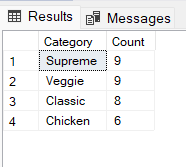 Results Messages
Category Count
1 Supreme 9
2 Veggie 9
3 Classic 8
4 Chicken 6